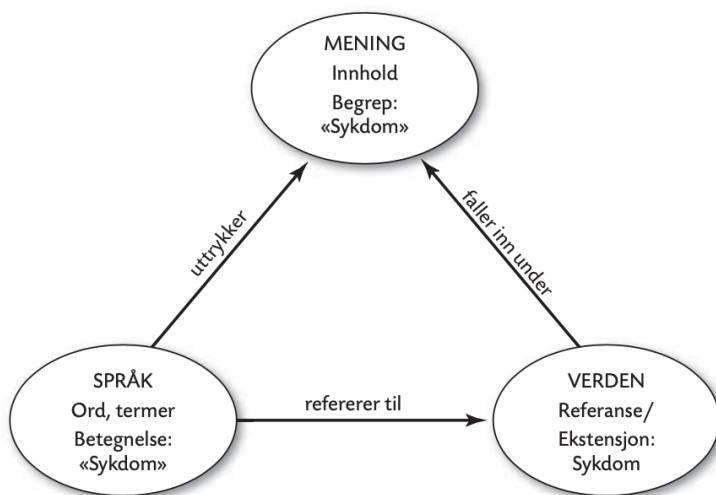 MENING
Innhold
Begrep:
«Sykdom»
uttrykker
faller inn under
SPRÅK
Ord, termer
Betegnelse:
«Sykdom»
refererer til
VERDEN
Referanse/
Ekstensjon:
Sykdom